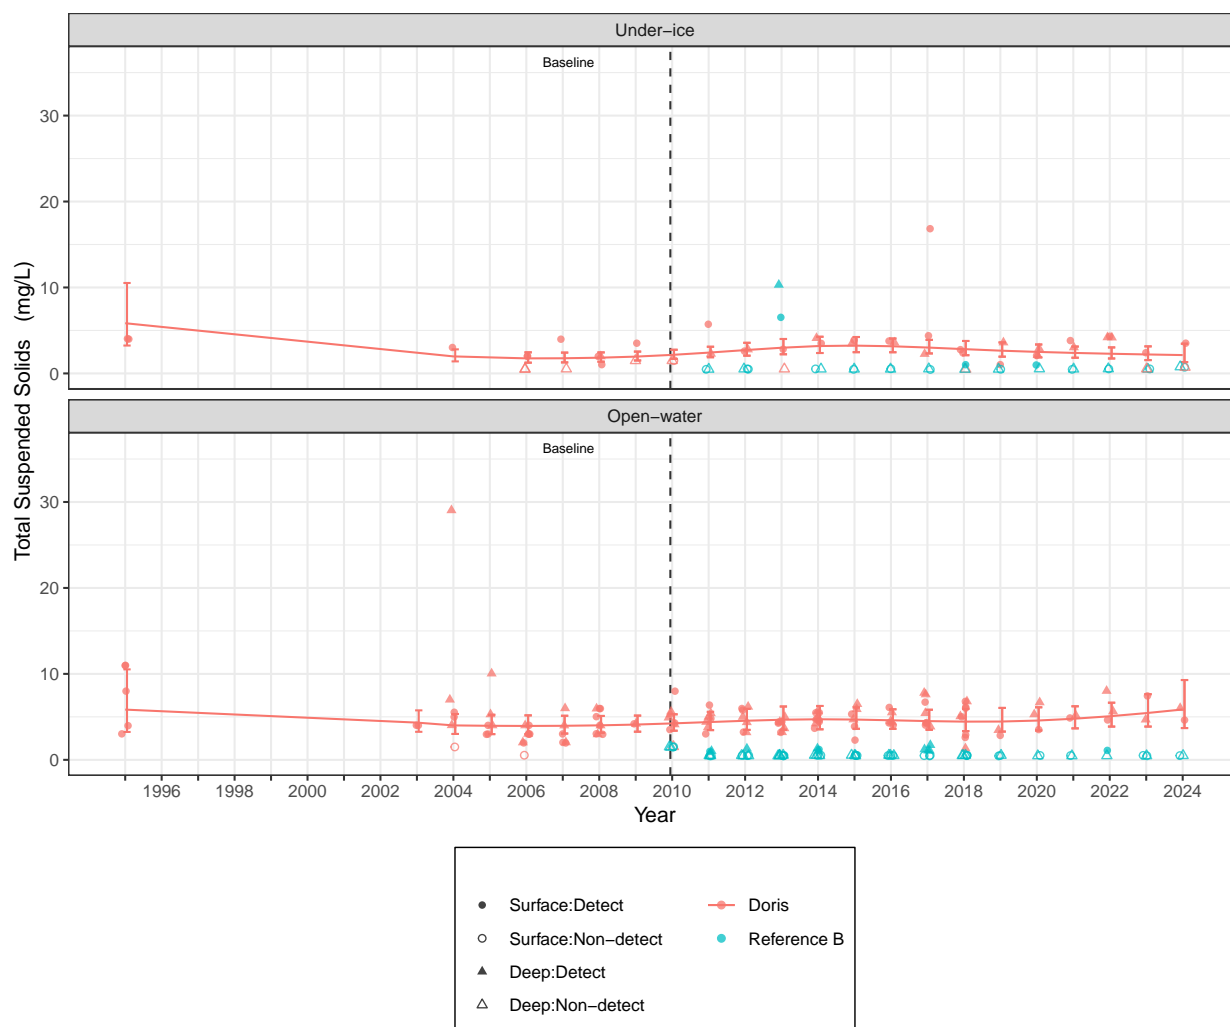 Under−ice
Baseline
30
20
10
0
Open−water
Baseline
30
20
10
0
Total Suspended Solids (mg/L)
1996 1998 2000 2002 2004 2006 2008 2010 2012 2014 2016 2018 2020 2022 2024
Year
Surface:Detect
Surface:Non−detect
Deep:Detect
Deep:Non−detect
Doris
Reference B